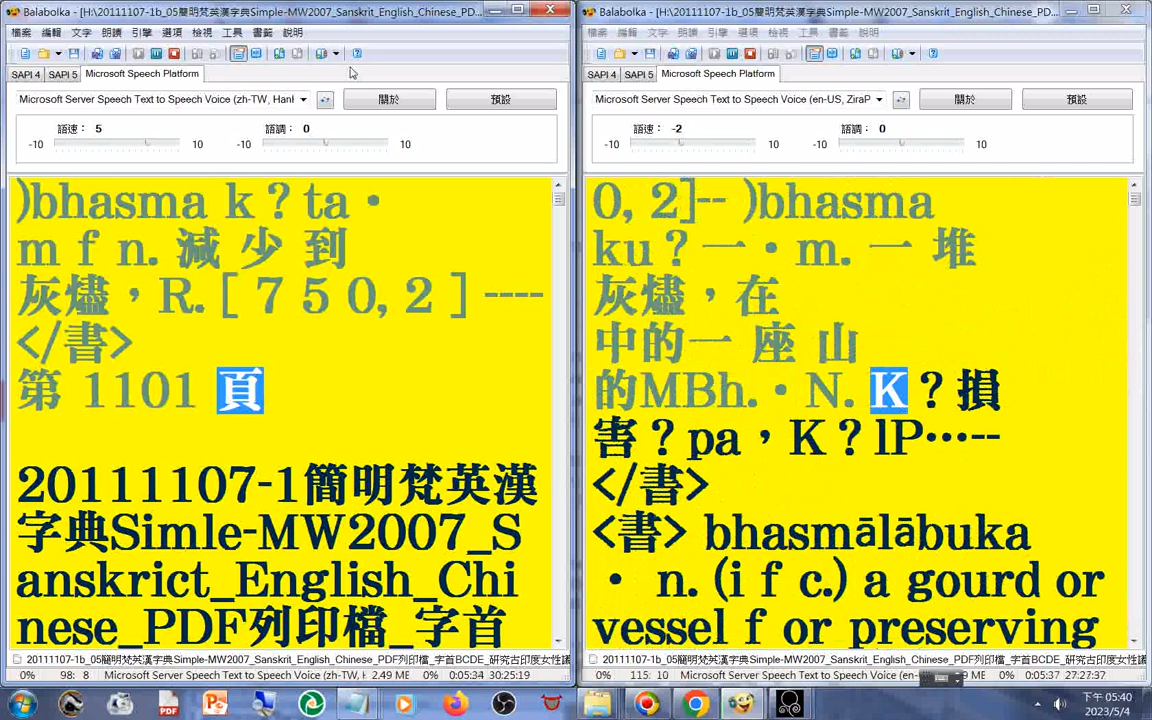 Balabolka - [H:\20111107-1b_05簡明梵英漢字典Simple-MW2007_Sanskrit_English_Chinese_PD...
檔案 編輯 文字 朗讀 引擎 選項 檢視 工具 書籤 說明
SAPI 4 SAPI 5 Microsoft Speech Platform
Microsoft Server Speech Text to Speech Voice (zh-TW, HanH 關於 預設
語速： 5 語調： 0
-10 10 -10 10
)bhasma k？ta・
m f n. 減 少 到
灰燼，R. [ 7 5 0, 2 ] ----
</書>
第 1101 頁
20111107-1簡明梵英漢
字典Simle-MW2007_S
anskrict_English_Chi
nese_PDF列印檔_字首
20111107-1b_05簡明梵英漢字典Simple-MW2007_Sanskrit_English_Chinese_PDF列印檔_字首BCDE_研究古印度女性議
0% 98: 8 Microsoft Server Speech Text to Speech Voice (zh-TW, H 2.49 MB 0% 0:05:34 30:25:19
Balabolka - [H:\20111107-1b_05簡明梵英漢字典Simple-MW2007_Sanskrit_English_Chinese_PD...
檔案 編輯 文字 朗讀 引擎 選項 檢視 工具 書籤 說明
SAPI 4 SAPI 5 Microsoft Speech Platform
Microsoft Server Speech Text to Speech Voice (en-US, ZiraP 關於 預設
語速： -2 語調： 0
-10 10 -10 10
0, 2]-- )bhasma
ku？一・m. 一 堆
灰燼，在
中的一 座 山
的MBh.・N. K？損
害？pa，K？lP…--
</書>
<書> bhasmālābuka
・ n. (i f c.) a gourd or
vessel f or preserving
20111107-1b_05簡明梵英漢字典Simple-MW2007_Sanskrit_English_Chinese_PDF列印檔_字首BCDE_研究古印度女性議
0% 115: 10 Microsoft Server Speech Text to Speech Voice 0% 0:05:37 27:27:37
下午 05:40
2023/5/4